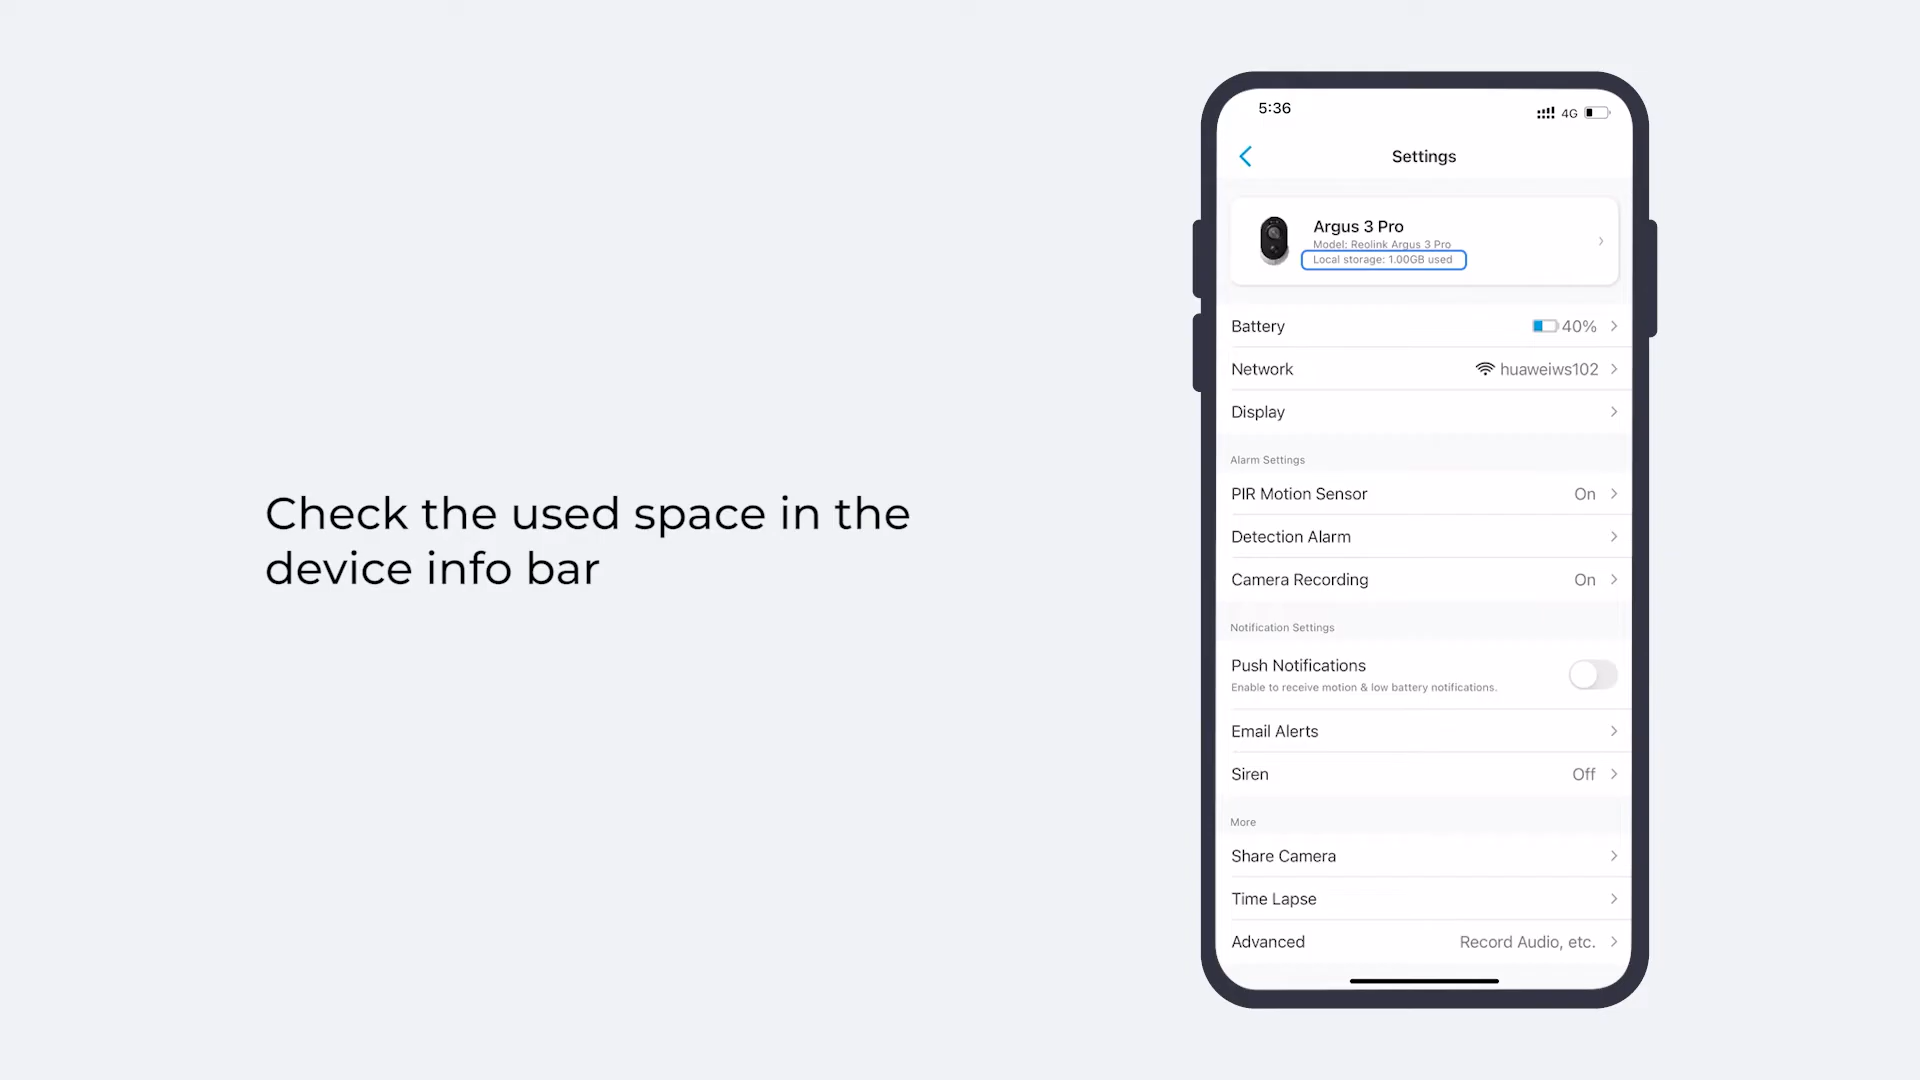 Check the used space in the
device info bar
5:36
4G
Settings
Argus 3 Pro
Model: Reolink Argus 3 Pro
Local storage: 1.00GB used
Battery 40%
Network huaweiws102
Display
Alarm Settings
PIR Motion Sensor On
Detection Alarm
Camera Recording On
Notification Settings
Push Notifications
Enable to receive motion & low battery notifications.
Email Alerts
Siren Off
More
Share Camera
Time Lapse
Advanced Record Audio, etc.